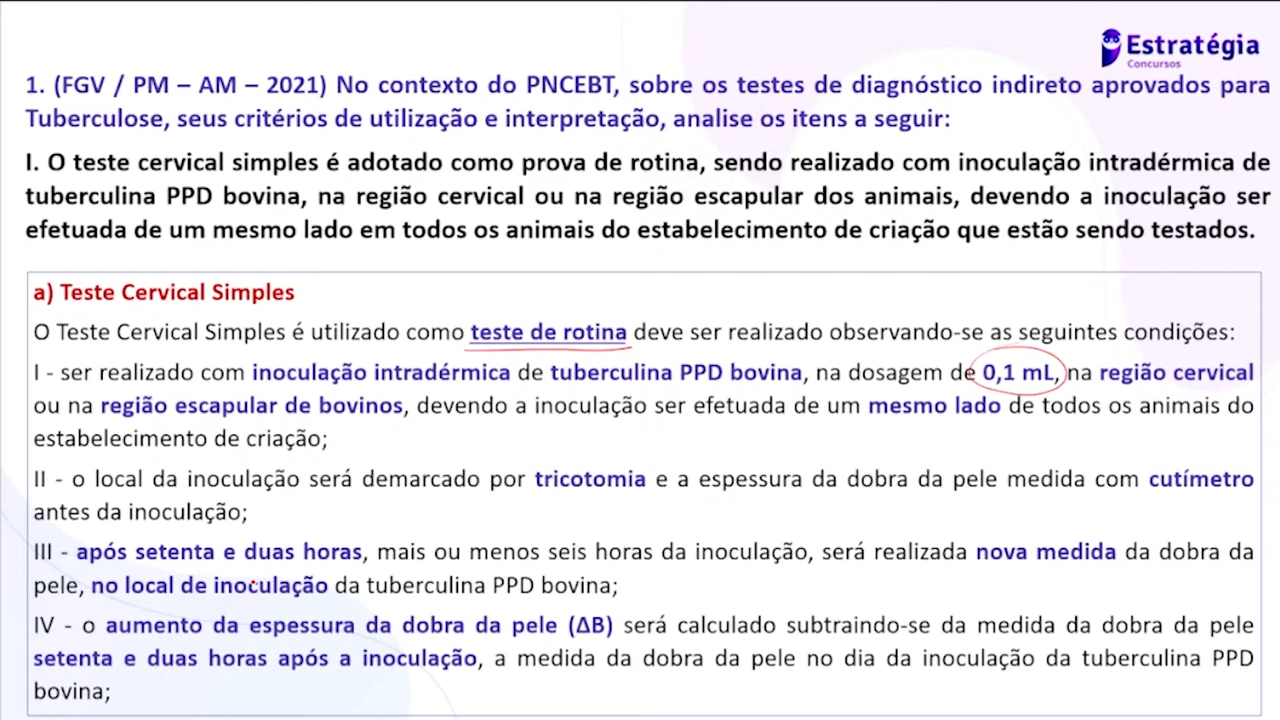 Estratégia
Concursos
1. (FGV / PM – AM – 2021) No contexto do PNCEBT, sobre os testes de diagnóstico indireto aprovados para
Tuberculose, seus critérios de utilização e interpretação, analise os itens a seguir:
I. O teste cervical simples é adotado como prova de rotina, sendo realizado com inoculação intradérmica de
tuberculina PPD bovina, na região cervical ou na região escapular dos animais, devendo a inoculação ser
efetuada de um mesmo lado em todos os animais do estabelecimento de criação que estão sendo testados.
a) Teste Cervical Simples
O Teste Cervical Simples é utilizado como teste de rotina deve ser realizado observando-se as seguintes condições:
I - ser realizado com inoculação intradérmica de tuberculina PPD bovina, na dosagem de 0,1 mL, na região cervical
ou na região escapular de bovinos, devendo a inoculação ser efetuada de um mesmo lado de todos os animais do
estabelecimento de criação;
II - o local da inoculação será demarcado por tricotomia e a espessura da dobra da pele medida com cutímetro
antes da inoculação;
III - após setenta e duas horas, mais ou menos seis horas da inoculação, será realizada nova medida da dobra da
pele, no local de inoculação da tuberculina PPD bovina;
IV - o aumento da espessura da dobra da pele (ΔB) será calculado subtraindo-se da medida da dobra da pele
setenta e duas horas após a inoculação, a medida da dobra da pele no dia da inoculação da tuberculina PPD
bovina;